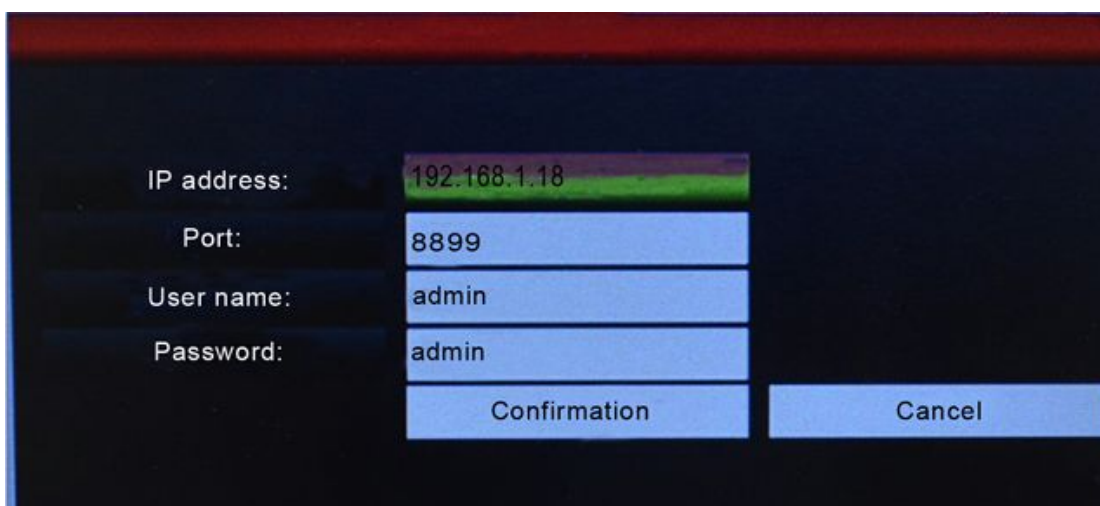 IP address: 192.168.1.18
Port: 8899
User name: admin
Password: admin
Confirmation Cancel